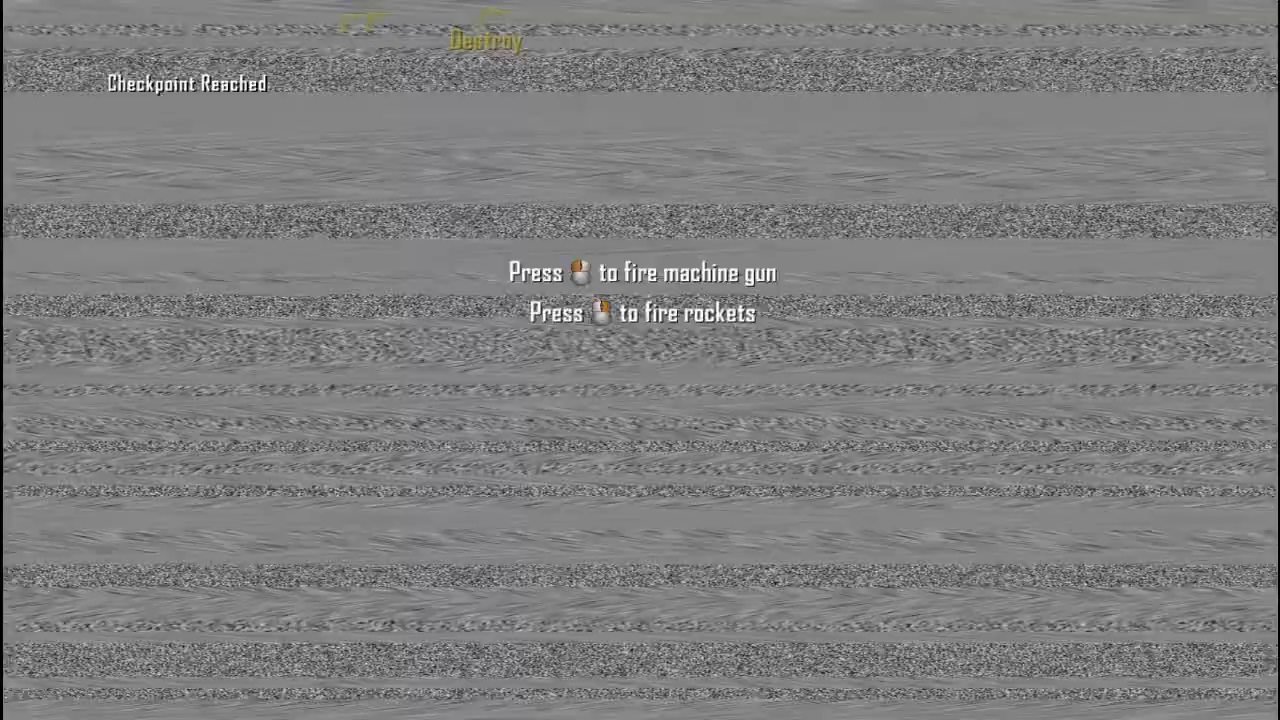 Destroy
Checkpoint Reached
Press to fire machine gun
Press to fire rockets